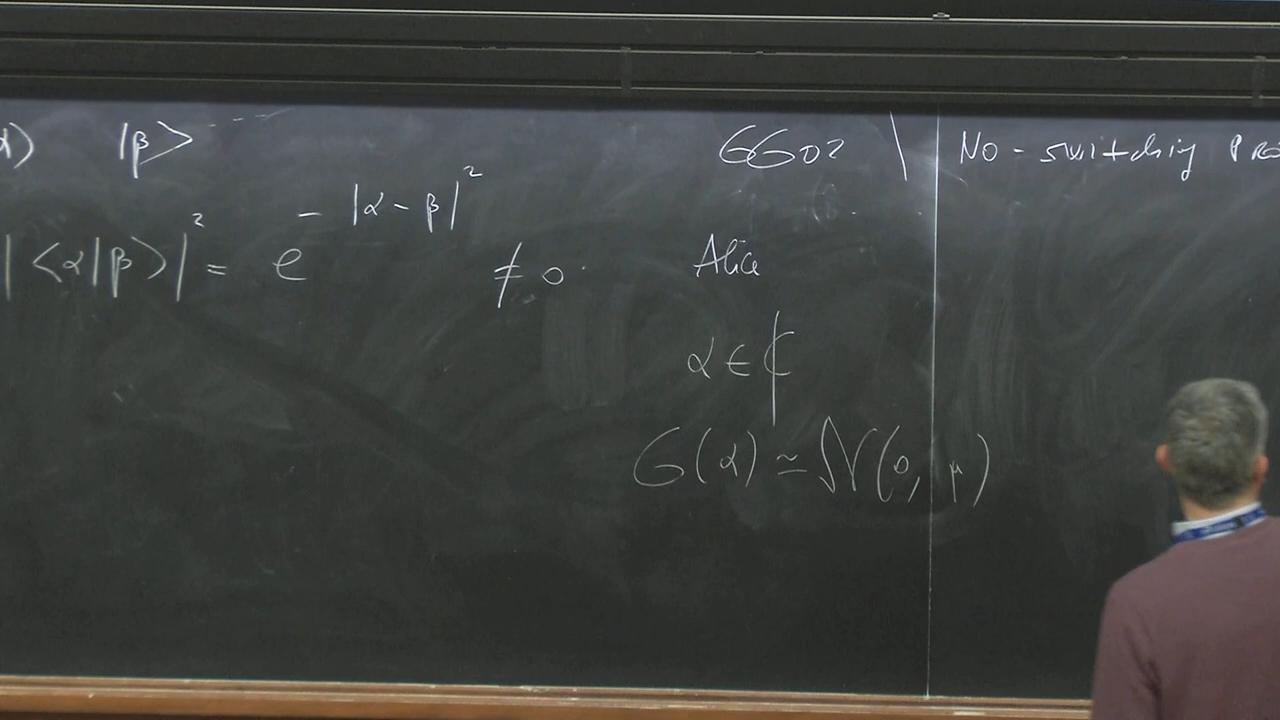 α⟩ |β⟩ ---
|⟨α|β⟩|² = e^{-|α-β|²} ≠ 0
GG02 \ No-switching
Alice
α ∈ ℂ
G(α) ≃ N(0, μ)